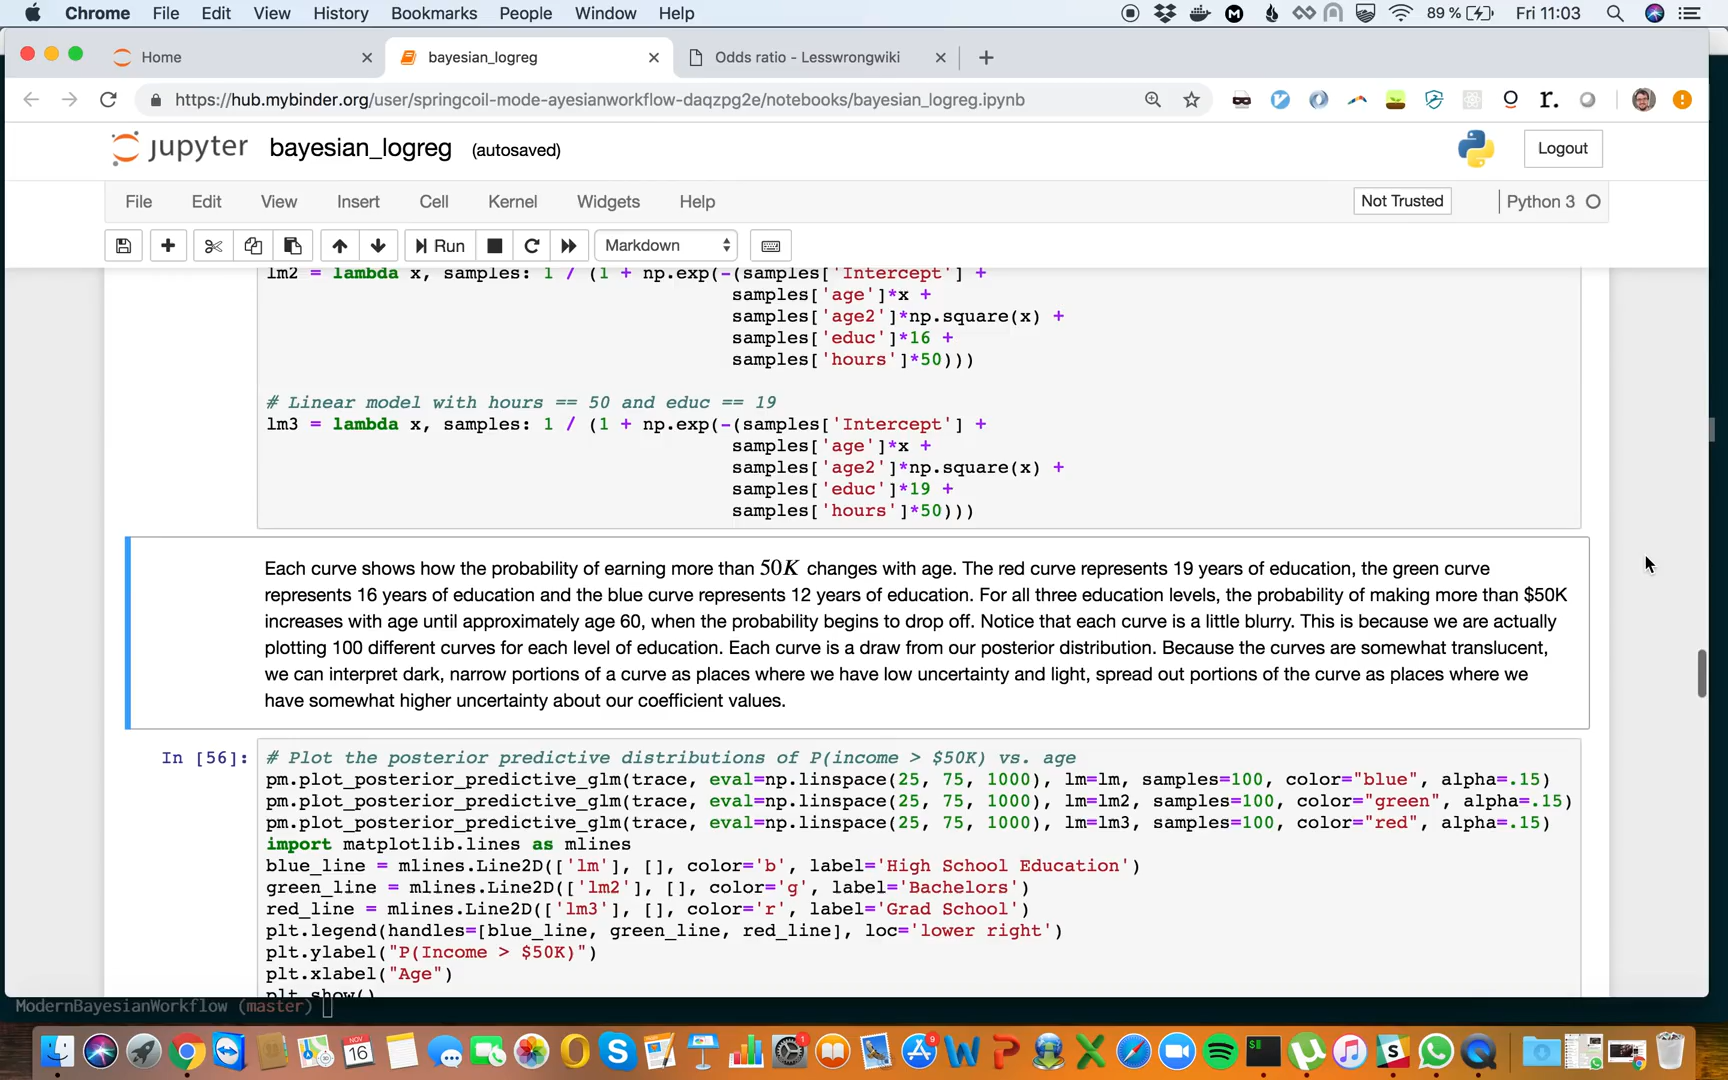 Chrome File Edit View History Bookmarks People Window Help 89 % Fri 11:03
Home bayesian_logreg Odds ratio - Lesswrongwiki
https://hub.mybinder.org/user/springcoil-mode-ayesianworkflow-daqzpg2e/notebooks/bayesian_logreg.ipynb
jupyter bayesian_logreg (autosaved) Logout
File Edit View Insert Cell Kernel Widgets Help Not Trusted Python 3
Run Markdown
lm2 = lambda x, samples: 1 / (1 + np.exp(-(samples['Intercept'] +
samples['age']*x +
samples['age2']*np.square(x) +
samples['educ']*16 +
samples['hours']*50)))
# Linear model with hours == 50 and educ == 19
lm3 = lambda x, samples: 1 / (1 + np.exp(-(samples['Intercept'] +
samples['age']*x +
samples['age2']*np.square(x) +
samples['educ']*19 +
samples['hours']*50)))
Each curve shows how the probability of earning more than 50K changes with age. The red curve represents 19 years of education, the green curve
represents 16 years of education and the blue curve represents 12 years of education. For all three education levels, the probability of making more than $50K
increases with age until approximately age 60, when the probability begins to drop off. Notice that each curve is a little blurry. This is because we are actually
plotting 100 different curves for each level of education. Each curve is a draw from our posterior distribution. Because the curves are somewhat translucent,
we can interpret dark, narrow portions of a curve as places where we have low uncertainty and light, spread out portions of the curve as places where we
have somewhat higher uncertainty about our coefficient values.
In [56]: # Plot the posterior predictive distributions of P(income > $50K) vs. age
pm.plot_posterior_predictive_glm(trace, eval=np.linspace(25, 75, 1000), lm=lm, samples=100, color="blue", alpha=.15)
pm.plot_posterior_predictive_glm(trace, eval=np.linspace(25, 75, 1000), lm=lm2, samples=100, color="green", alpha=.15)
pm.plot_posterior_predictive_glm(trace, eval=np.linspace(25, 75, 1000), lm=lm3, samples=100, color="red", alpha=.15)
import matplotlib.lines as mlines
blue_line = mlines.Line2D(['lm'], [], color='b', label='High School Education')
green_line = mlines.Line2D(['lm2'], [], color='g', label='Bachelors')
red_line = mlines.Line2D(['lm3'], [], color='r', label='Grad School')
plt.legend(handles=[blue_line, green_line, red_line], loc='lower right')
plt.ylabel("P(Income > $50K)")
plt.xlabel("Age")
plt.show()
ModernBayesianWorkflow (master)